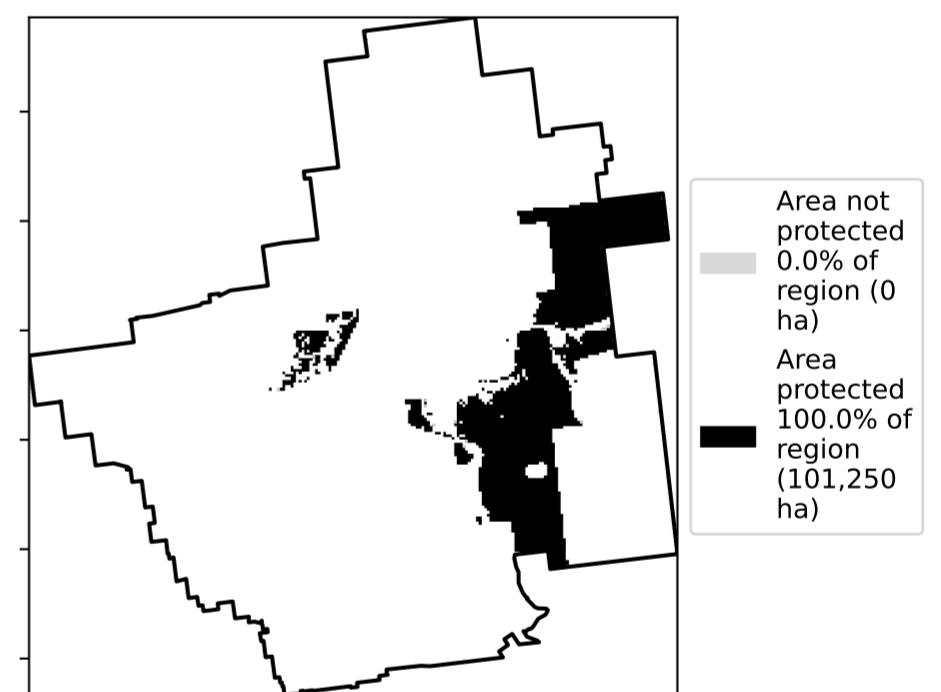 Area not
protected
0.0% of
region (0
ha)
Area
protected
100.0% of
region
(101,250
ha)